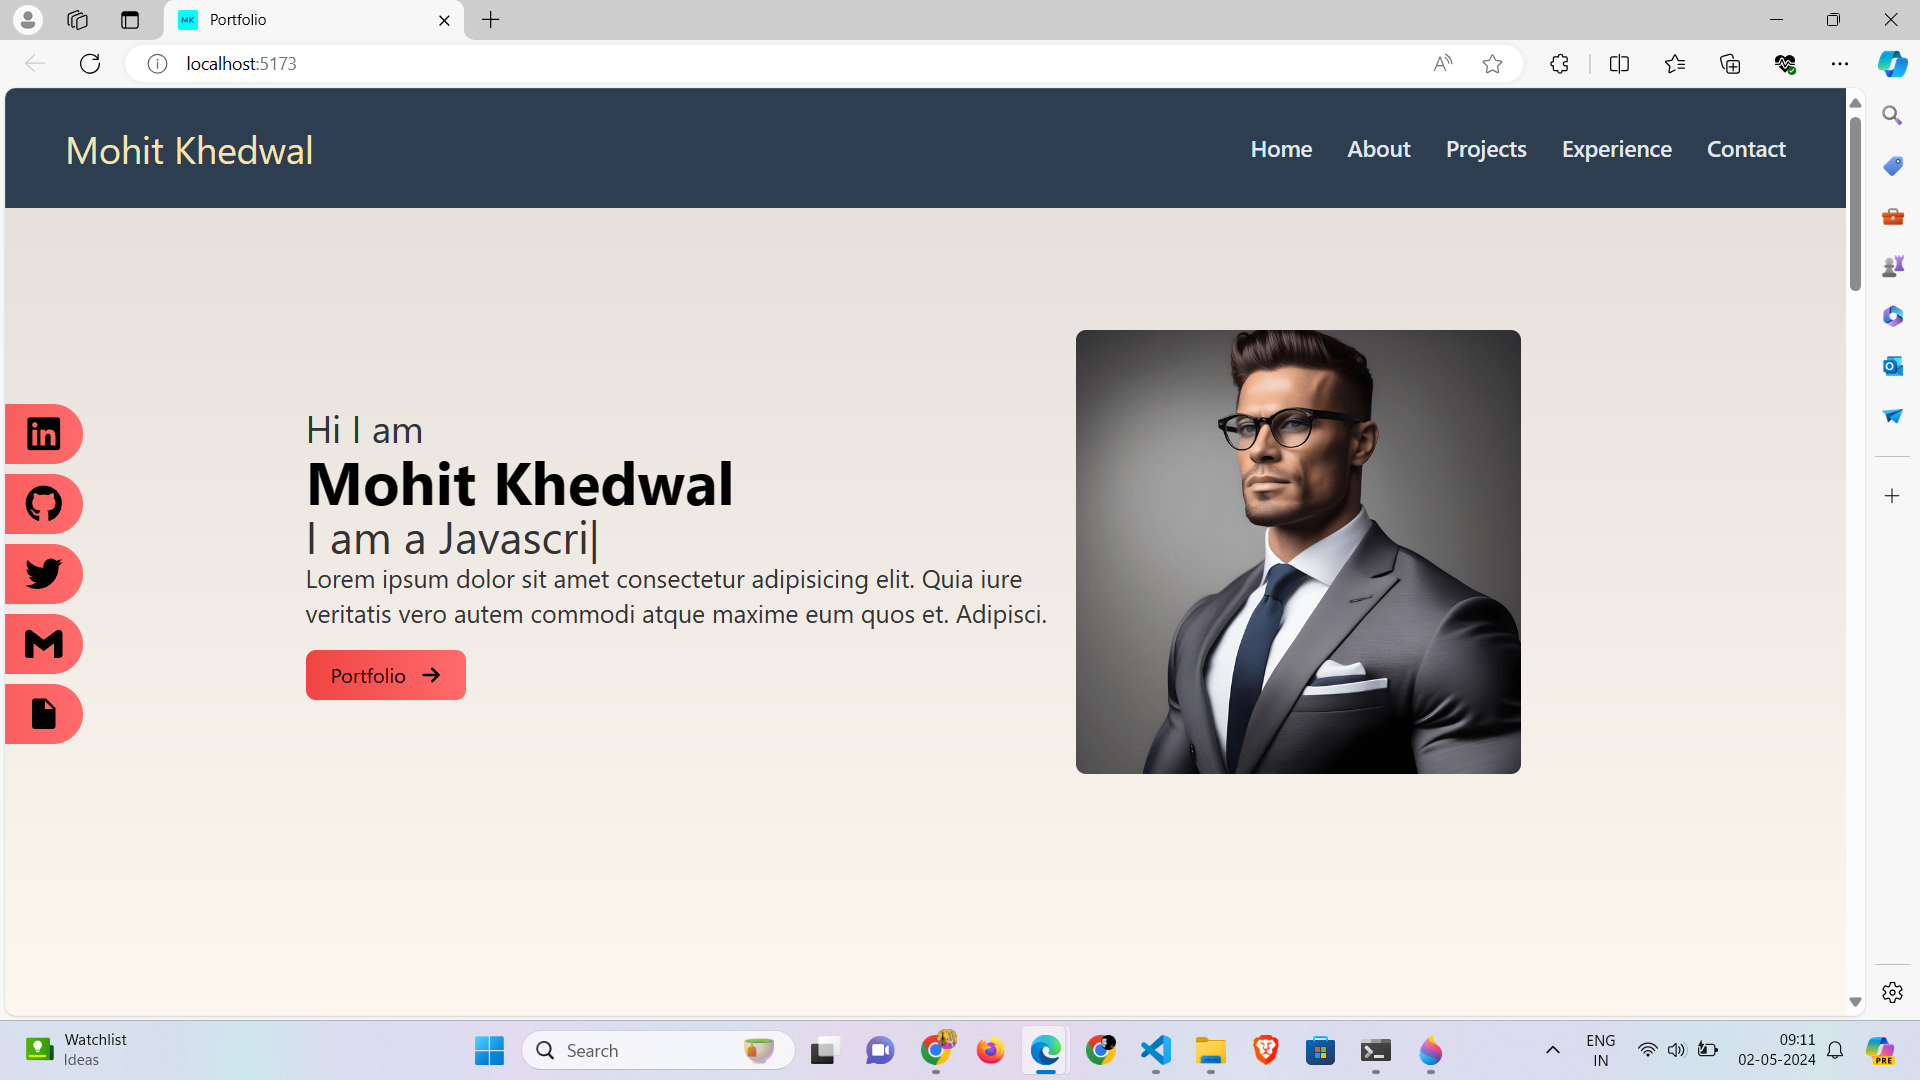 MK Portfolio
localhost:5173
Mohit Khedwal
Home About Projects Experience Contact
Hi I am
Mohit Khedwal
I am a Javascri|
Lorem ipsum dolor sit amet consectetur adipisicing elit. Quia iure
veritatis vero autem commodi atque maxime eum quos et. Adipisci.
Portfolio
Watchlist
Ideas
Search
ENG
IN
09:11
02-05-2024
PRE